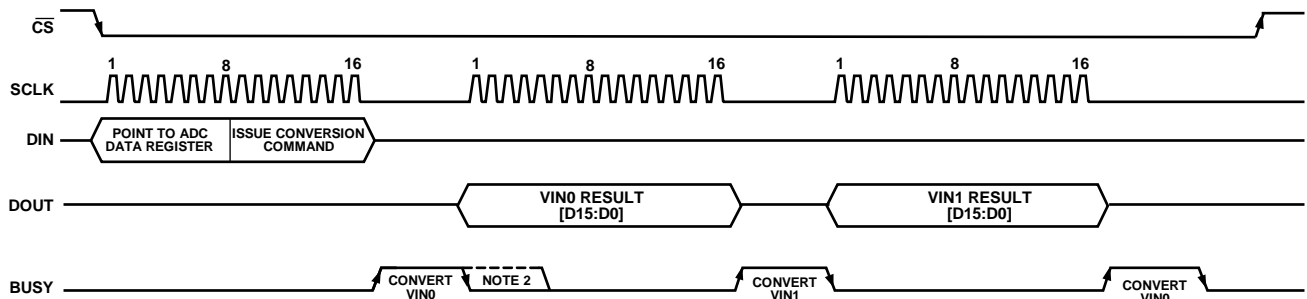 CS
1 8 16 1 8 16 1 8 16
SCLK
DIN
POINT TO ADC
DATA REGISTER
ISSUE CONVERSION
COMMAND
DOUT
VIN0 RESULT
[D15:D0]
VIN1 RESULT
[D15:D0]
BUSY
CONVERT
VIN0
NOTE 2
CONVERT
VIN1
CONVERT
VIN0